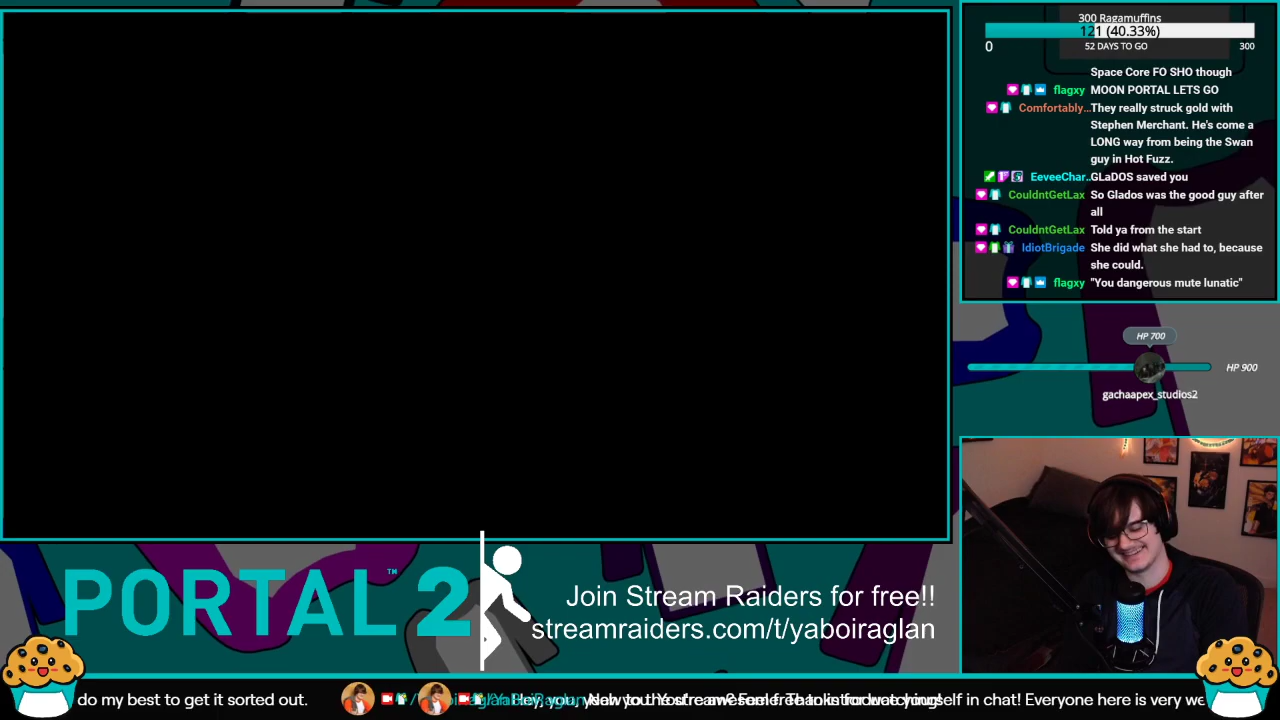 300 Ragamuffins
121 (40.33%)
0 52 DAYS TO GO 300
Space Core FO SHO though
flagxy MOON PORTAL LETS GO
Comfortably... They really struck gold with
Stephen Merchant. He's come a
LONG way from being the Swan
guy in Hot Fuzz.
EeveeChar... GLaDOS saved you
CouldntGetLax So Glados was the good guy after
all
CouldntGetLax Told ya from the start
IdiotBrigade She did what she had to, because
she could.
flagxy "You dangerous mute lunatic"
HP 700
HP 900
gachaapex_studios2
PORTAL™ 2
Join Stream Raiders for free!!
streamraiders.com/t/yaboiraglan
do my best to get it sorted out.
in chat! Everyone here is very we